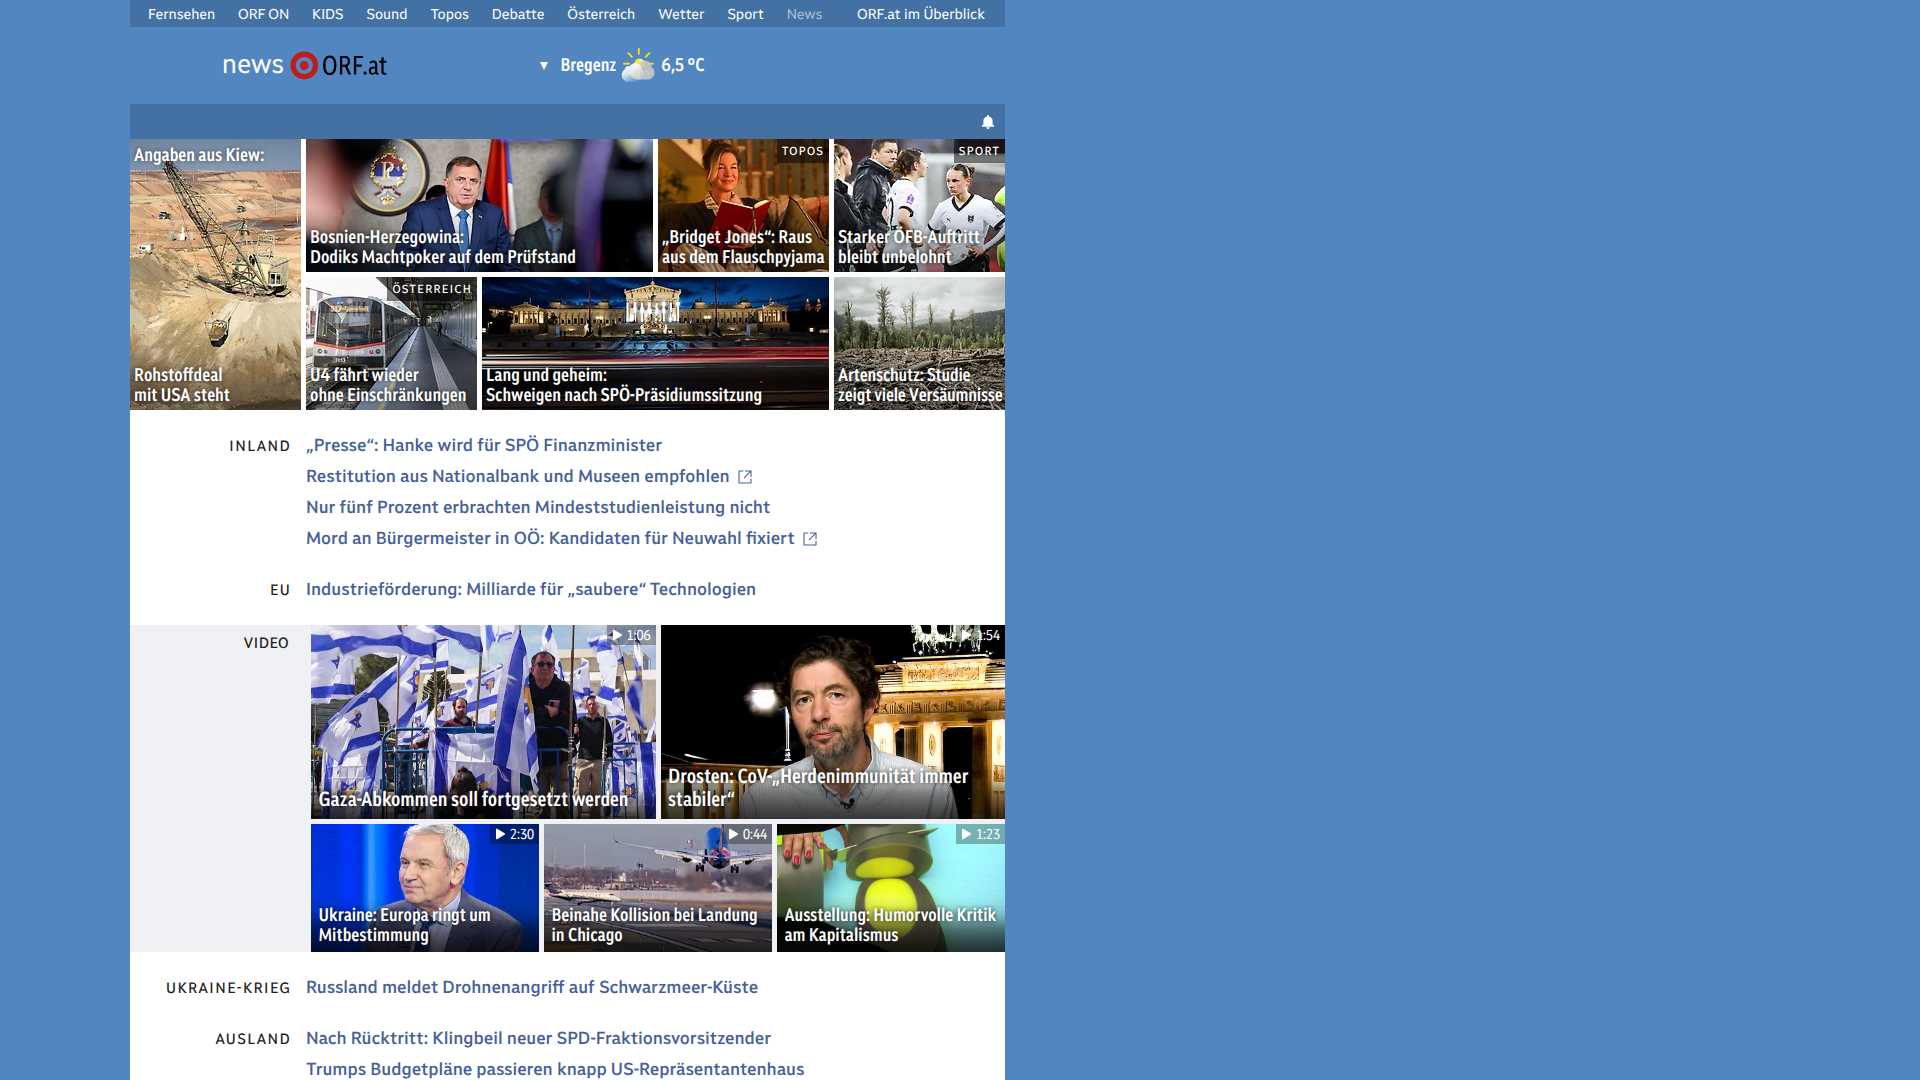 Fernsehen ORF ON KIDS Sound Topos Debatte Österreich Wetter Sport News ORF.at im Überblick
news ORF.at
Bregenz 6,5 °C
Angaben aus Kiew:
Rohstoffdeal
mit USA steht
Bosnien-Herzegowina:
Dodiks Machtpoker auf dem Prüfstand
TOPOS
„Bridget Jones“: Raus
aus dem Flauschpyjama
SPORT
Starker ÖFB-Auftritt
bleibt unbelohnt
ÖSTERREICH
U4 fährt wieder
ohne Einschränkungen
Lang und geheim:
Schweigen nach SPÖ-Präsidiumssitzung
Artenschutz: Studie
zeigt viele Versäumnisse
INLAND
„Presse“: Hanke wird für SPÖ Finanzminister
Restitution aus Nationalbank und Museen empfohlen
Nur fünf Prozent erbrachten Mindeststudienleistung nicht
Mord an Bürgermeister in OÖ: Kandidaten für Neuwahl fixiert
EU
Industrieförderung: Milliarde für „saubere“ Technologien
VIDEO
1:06
Gaza-Abkommen soll fortgesetzt werden
1:54
Drosten: CoV-„Herdenimmunität immer
stabiler“
2:30
Ukraine: Europa ringt um
Mitbestimmung
0:44
Beinahe Kollision bei Landung
in Chicago
1:23
Ausstellung: Humorvolle Kritik
am Kapitalismus
UKRAINE-KRIEG
Russland meldet Drohnenangriff auf Schwarzmeer-Küste
AUSLAND
Nach Rücktritt: Klingbeil neuer SPD-Fraktionsvorsitzender
Trumps Budgetpläne passieren knapp US-Repräsentantenhaus